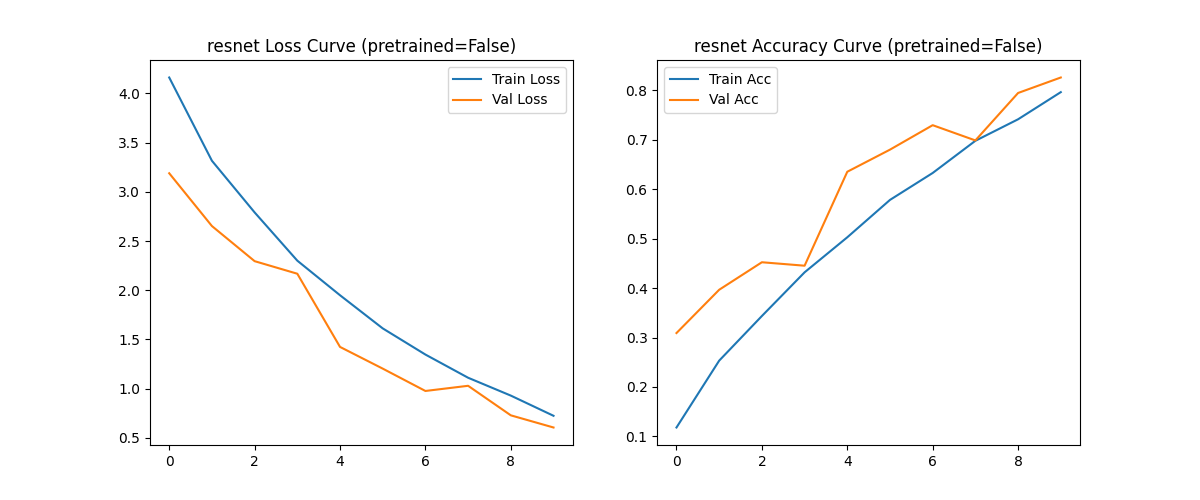 resnet Loss Curve (pretrained=False)
Train Loss
Val Loss
4.0
3.5
3.0
2.5
2.0
1.5
1.0
0.5
0 2 4 6 8
resnet Accuracy Curve (pretrained=False)
Train Acc
Val Acc
0.8
0.7
0.6
0.5
0.4
0.3
0.2
0.1
0 2 4 6 8